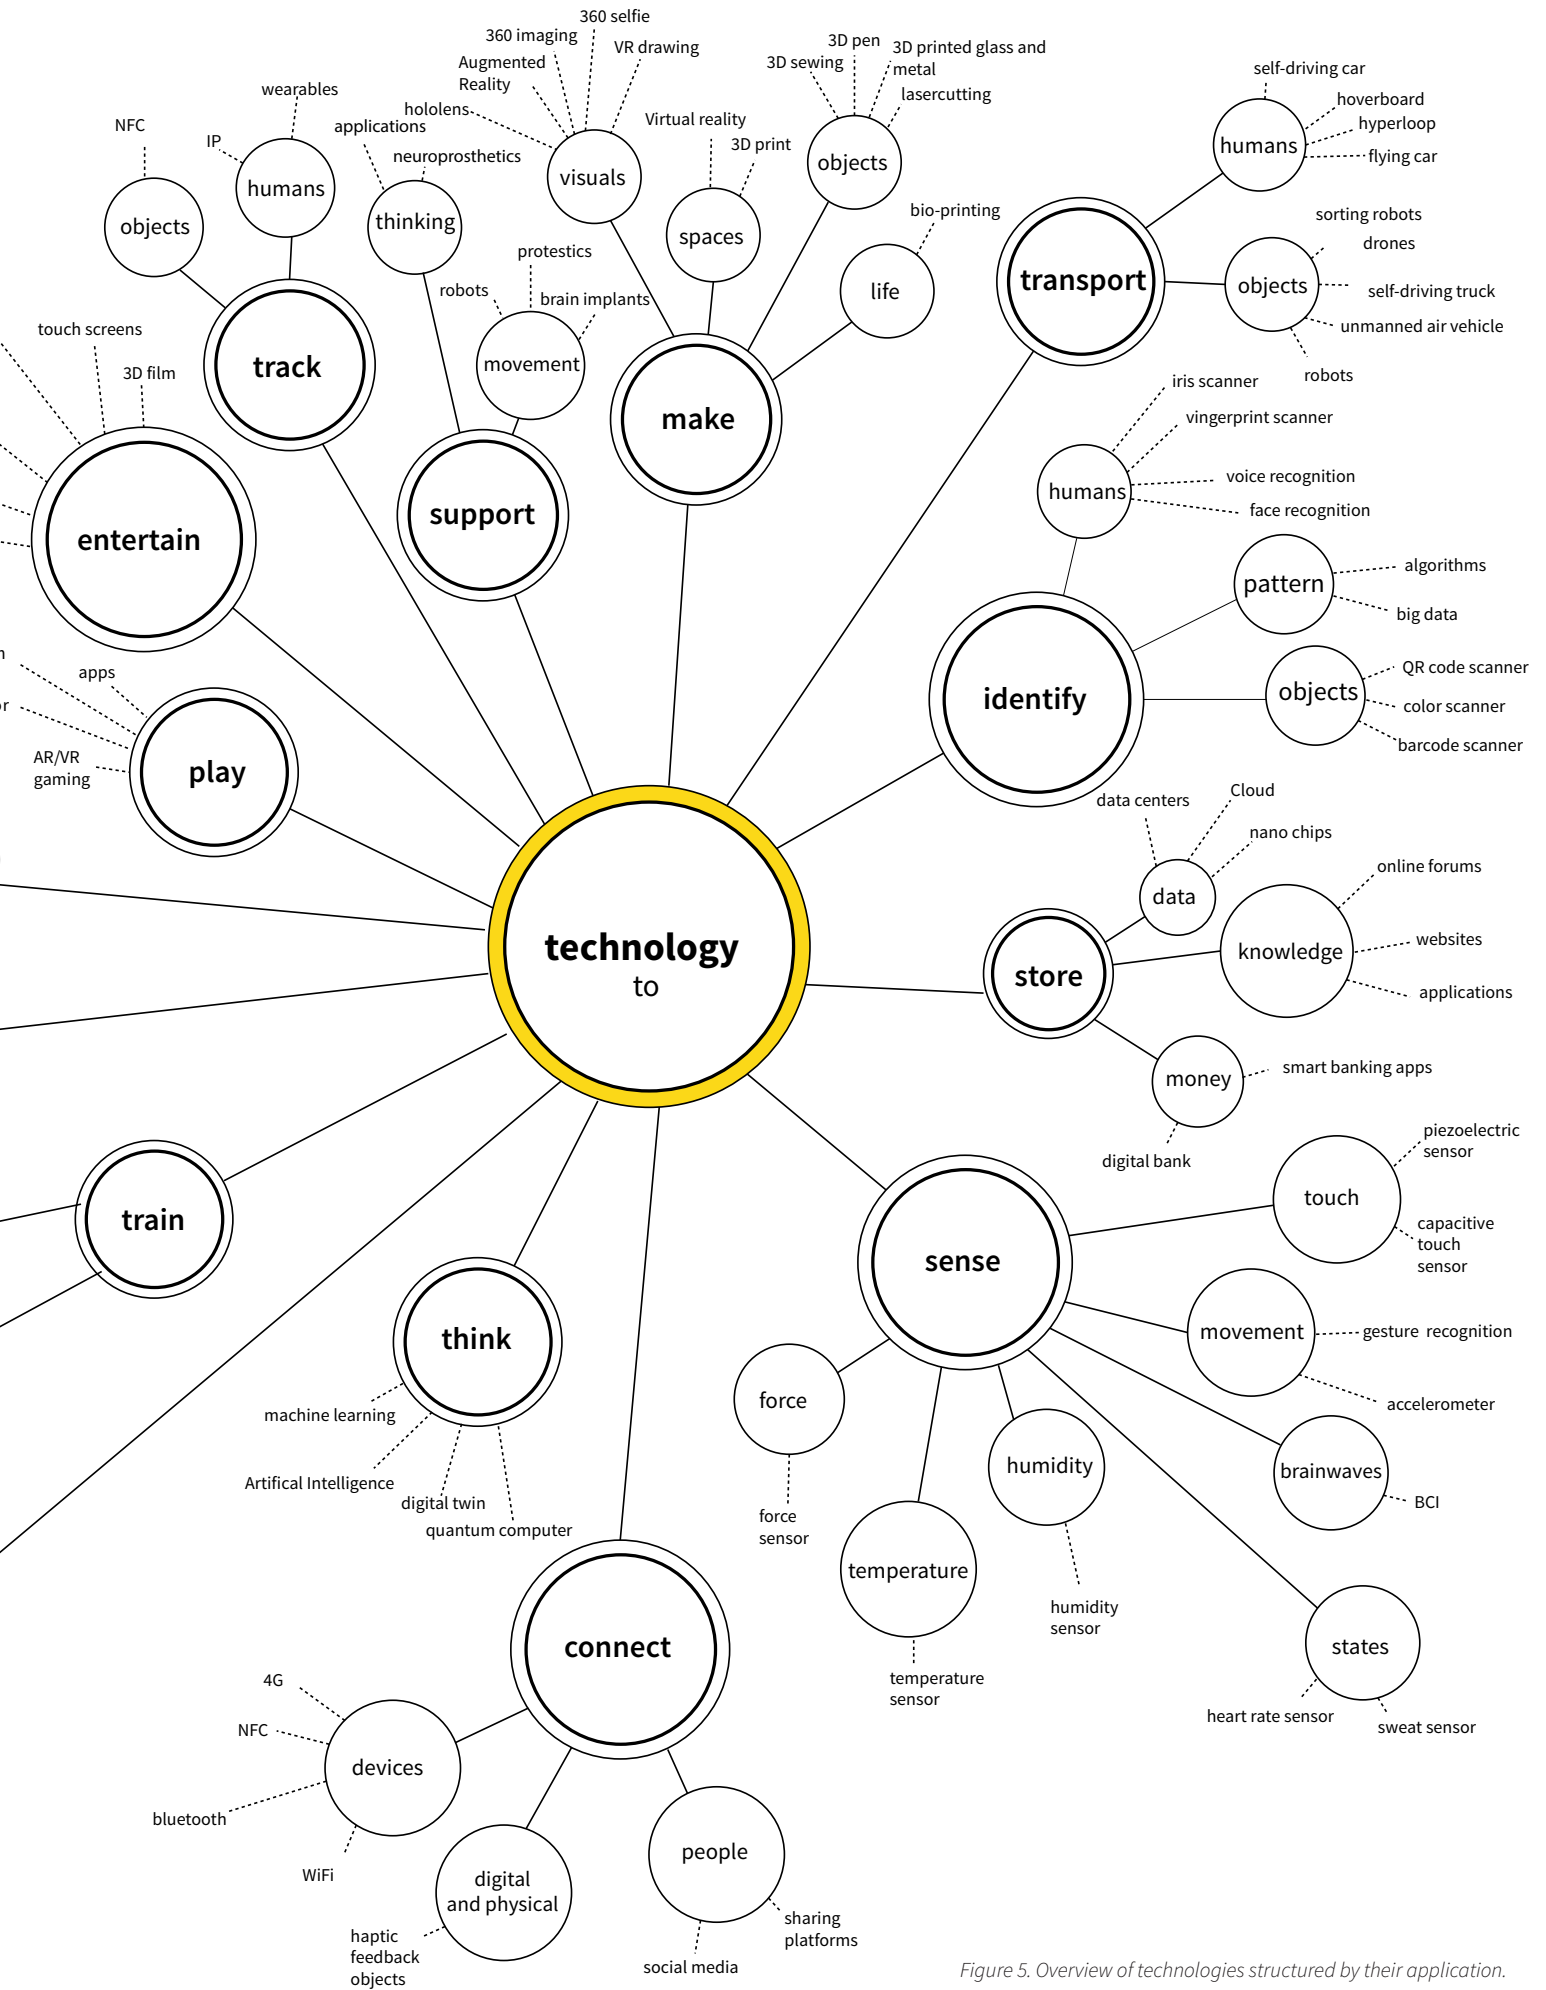 360 selfie
360 imaging
VR drawing
Augmented
Reality
hololens
applications
neuroprosthetics
visuals
thinking
3D pen
3D sewing
3D printed glass and
metal
lasercutting
objects
Virtual reality
3D print
spaces
bio-printing
life
wearables
IP
humans
NFC
objects
track
protestics
robots
brain implants
movement
support
make
self-driving car
hoverboard
hyperloop
flying car
humans
sorting robots
drones
self-driving truck
unmanned air vehicle
robots
objects
transport
touch screens
3D film
entertain
apps
AR/VR
gaming
play
iris scanner
vingerprint scanner
voice recognition
face recognition
humans
algorithms
big data
pattern
QR code scanner
color scanner
barcode scanner
objects
identify
technology
to
data centers
Cloud
nano chips
data
online forums
websites
applications
knowledge
store
money
smart banking apps
digital bank
train
think
machine learning
Artifical Intelligence
digital twin
quantum computer
sense
touch
piezoelectric
sensor
capacitive
touch
sensor
movement
gesture recognition
accelerometer
brainwaves
BCI
force
force
sensor
temperature
temperature
sensor
humidity
humidity
sensor
states
heart rate sensor
sweat sensor
connect
devices
4G
NFC
bluetooth
WiFi
digital
and physical
haptic
feedback
objects
people
social media
sharing
platforms
Figure 5. Overview of technologies structured by their application.